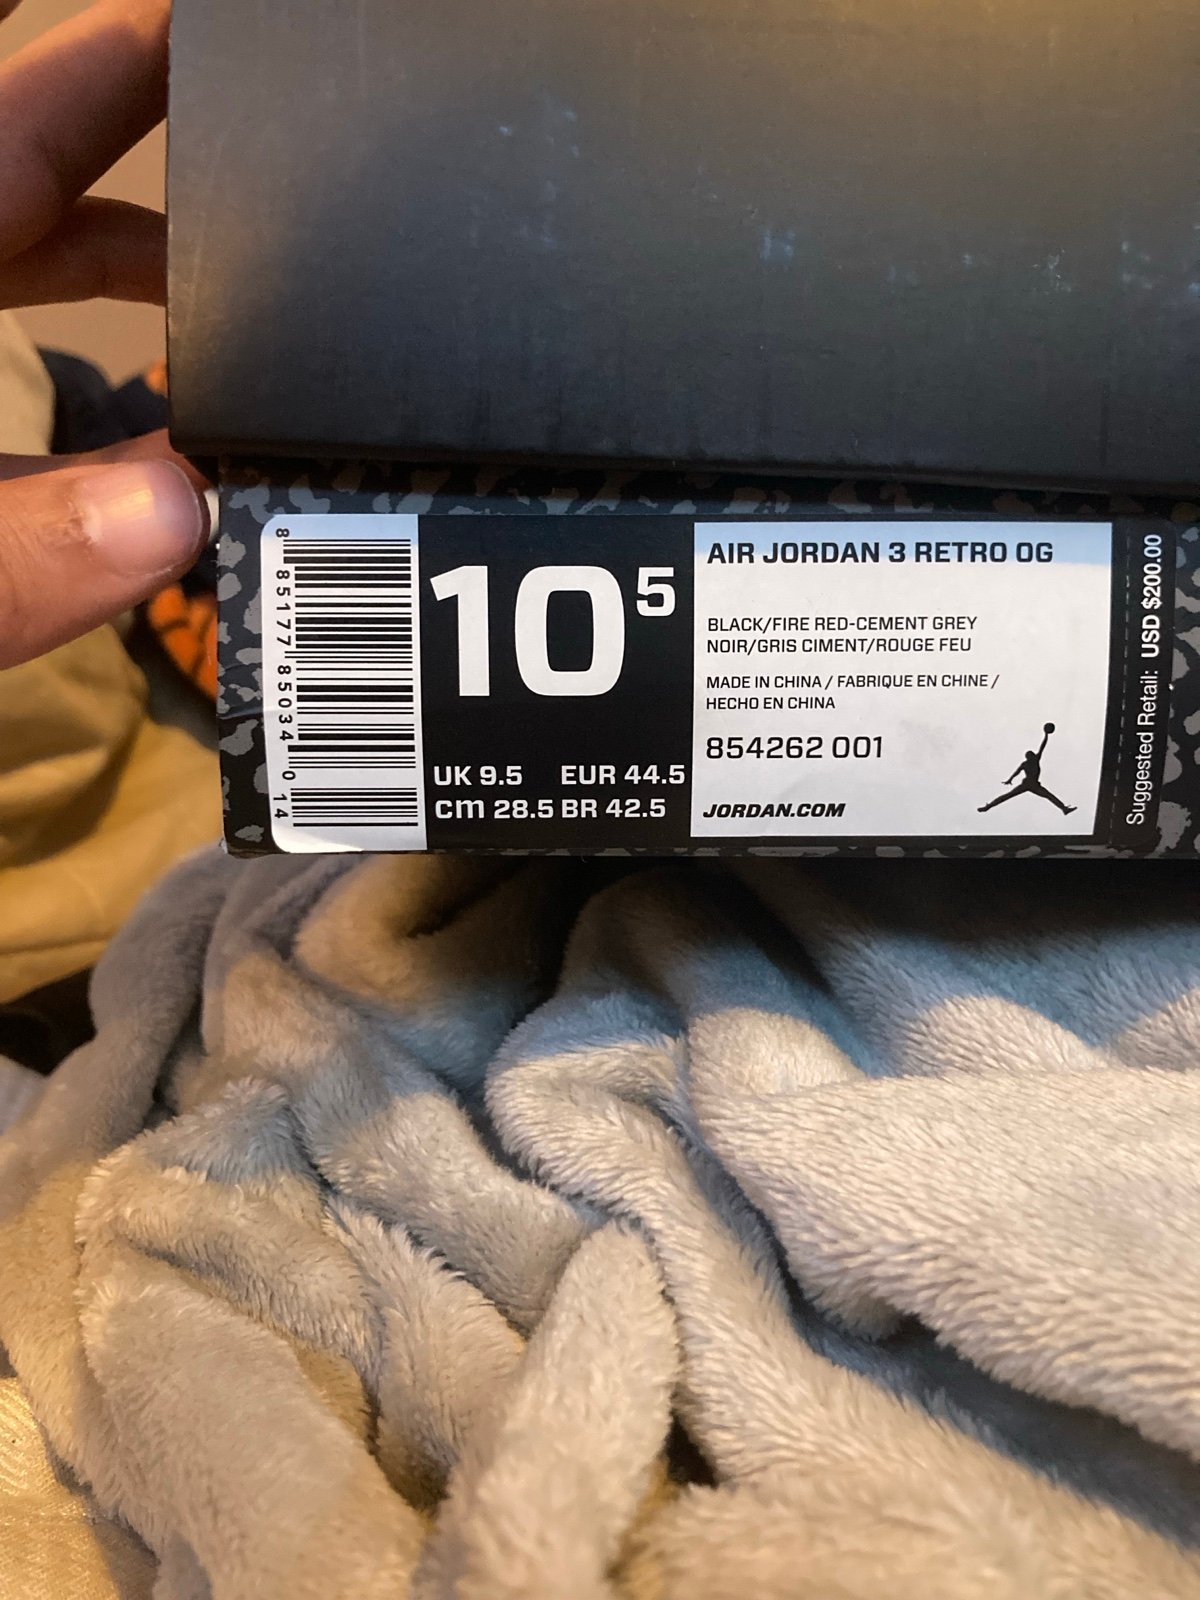 8 85177 85034 0 14
10 5
UK 9.5 EUR 44.5
cm 28.5 BR 42.5
AIR JORDAN 3 RETRO OG
BLACK/FIRE RED-CEMENT GREY
NOIR/GRIS CIMENT/ROUGE FEU
MADE IN CHINA / FABRIQUE EN CHINE /
HECHO EN CHINA
854262 001
JORDAN.COM
Suggested Retail: USD $200.00